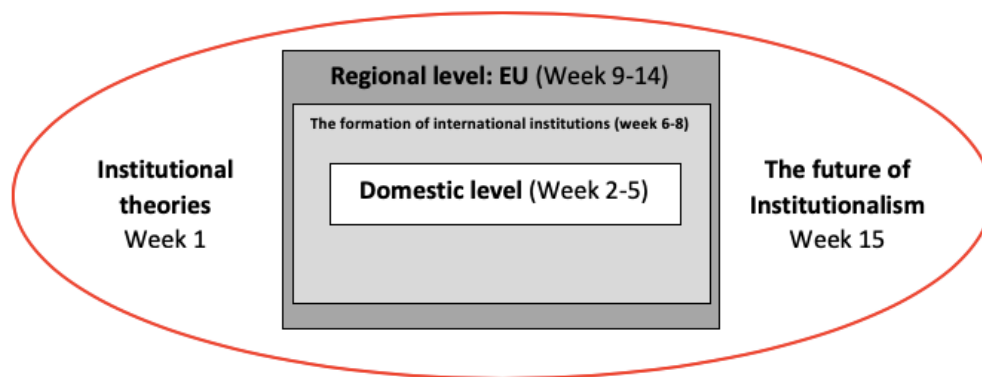 Regional level: EU (Week 9-14)
The formation of international institutions (week 6-8)
Domestic level (Week 2-5)
Institutional
theories
Week 1
The future of
Institutionalism
Week 15